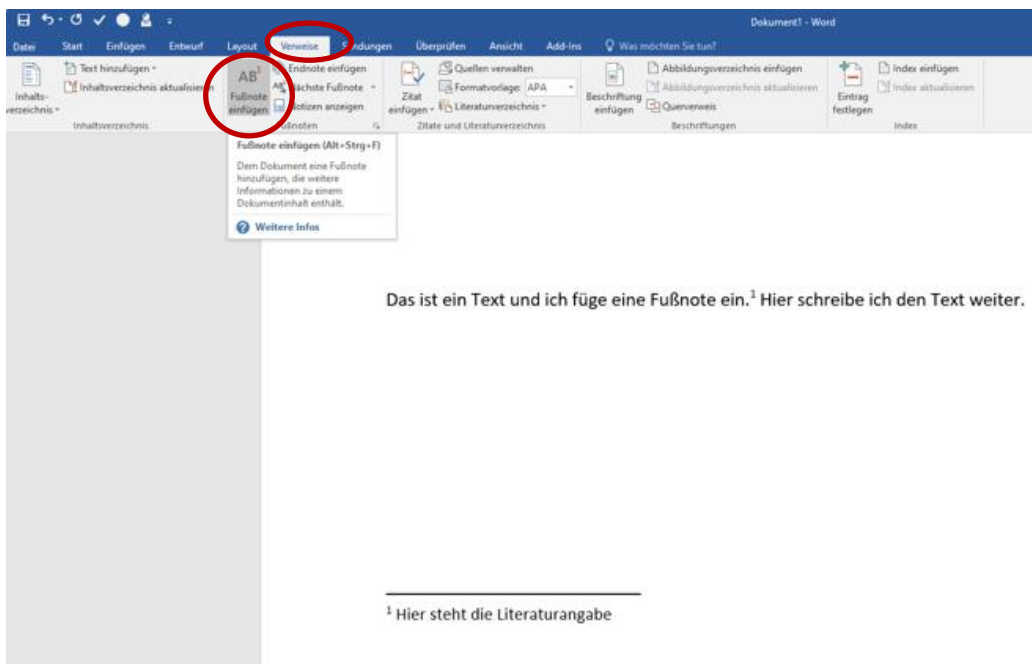 Dokument1 - Word
Datei Start Einfügen Entwurf Layout Verweise Sendungen Überprüfen Ansicht Add-Ins Was möchten Sie tun?
Inhalts-
verzeichnis
Text hinzufügen
Inhaltsverzeichnis aktualisieren
Inhaltsverzeichnis
AB1
Fußnote
einfügen
Endnote einfügen
Nächste Fußnote
Notizen anzeigen
Fußnoten
Zitat
einfügen
Quellen verwalten
Formatvorlage: APA
Literaturverzeichnis
Zitate und Literaturverzeichnis
Beschriftung
einfügen
Abbildungsverzeichnis einfügen
Abbildungsverzeichnis aktualisieren
Querverweis
Beschriftungen
Eintrag
festlegen
Index einfügen
Index aktualisieren
Index
Fußnote einfügen (Alt+Strg+F)
Dem Dokument eine Fußnote
hinzufügen, die weitere
Informationen zu einem
Dokumentinhalt enthält.
Weitere Infos
Das ist ein Text und ich füge eine Fußnote ein.¹ Hier schreibe ich den Text weiter.
¹ Hier steht die Literaturangabe